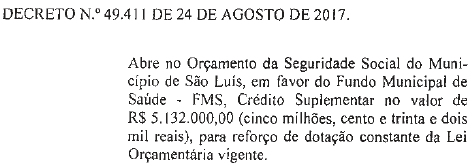 DECRETO N.º 49.411 DE 24 DE AGOSTO DE 2017.
Abre no Orçamento da Seguridade Social do Muni-
cípio de São Luís, em favor do Fundo Municipal de
Saúde - FMS, Crédito Suplementar no valor de
R$ 5.132.000,00 (cinco milhões, cento e trinta e dois
mil reais), para reforço de dotação constante da Lei
Orçamentária vigente.